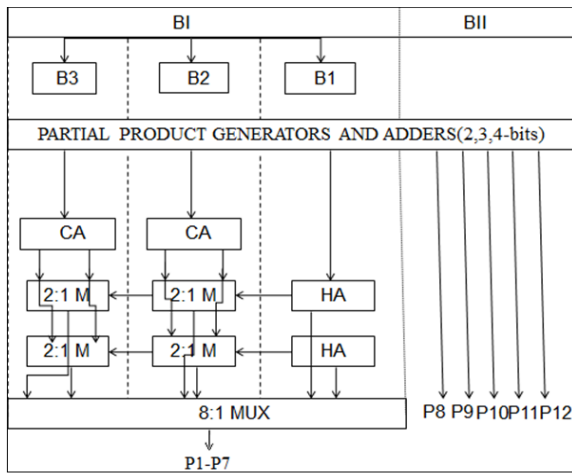 BI BII
B3 B2 B1
PARTIAL PRODUCT GENERATORS AND ADDERS(2,3,4-bits)
CA CA
2:1 M 2:1 M HA
2:1 M 2:1 M HA
8:1 MUX P8 P9 P10 P11 P12
P1-P7